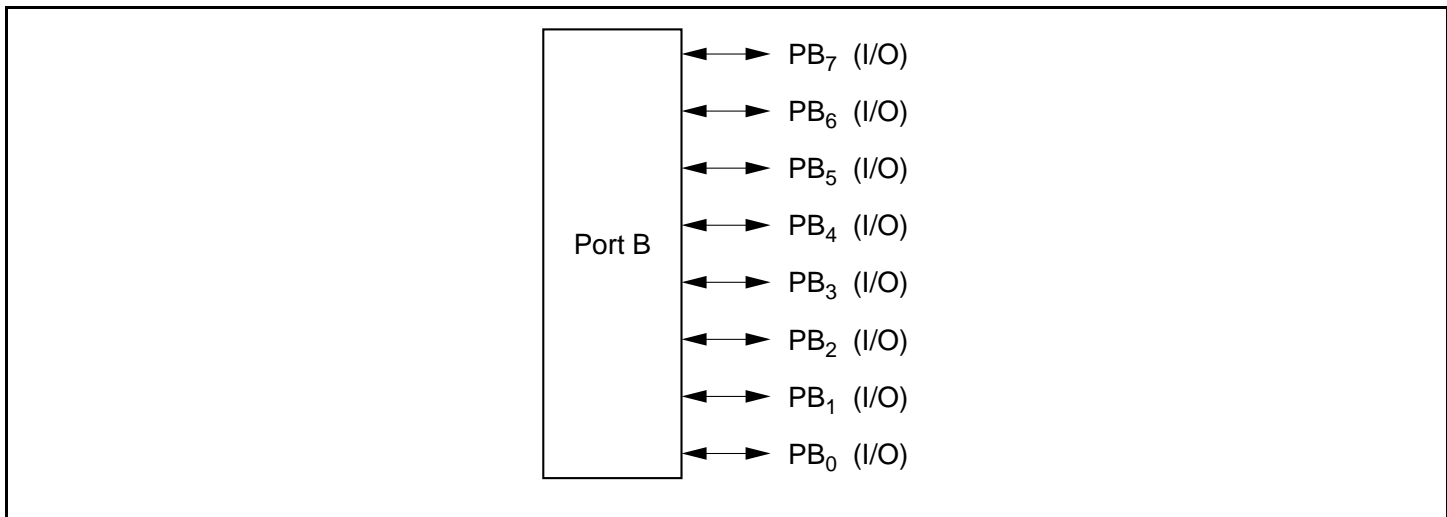 PB₇ (I/O)
PB₆ (I/O)
PB₅ (I/O)
PB₄ (I/O)
Port B
PB₃ (I/O)
PB₂ (I/O)
PB₁ (I/O)
PB₀ (I/O)